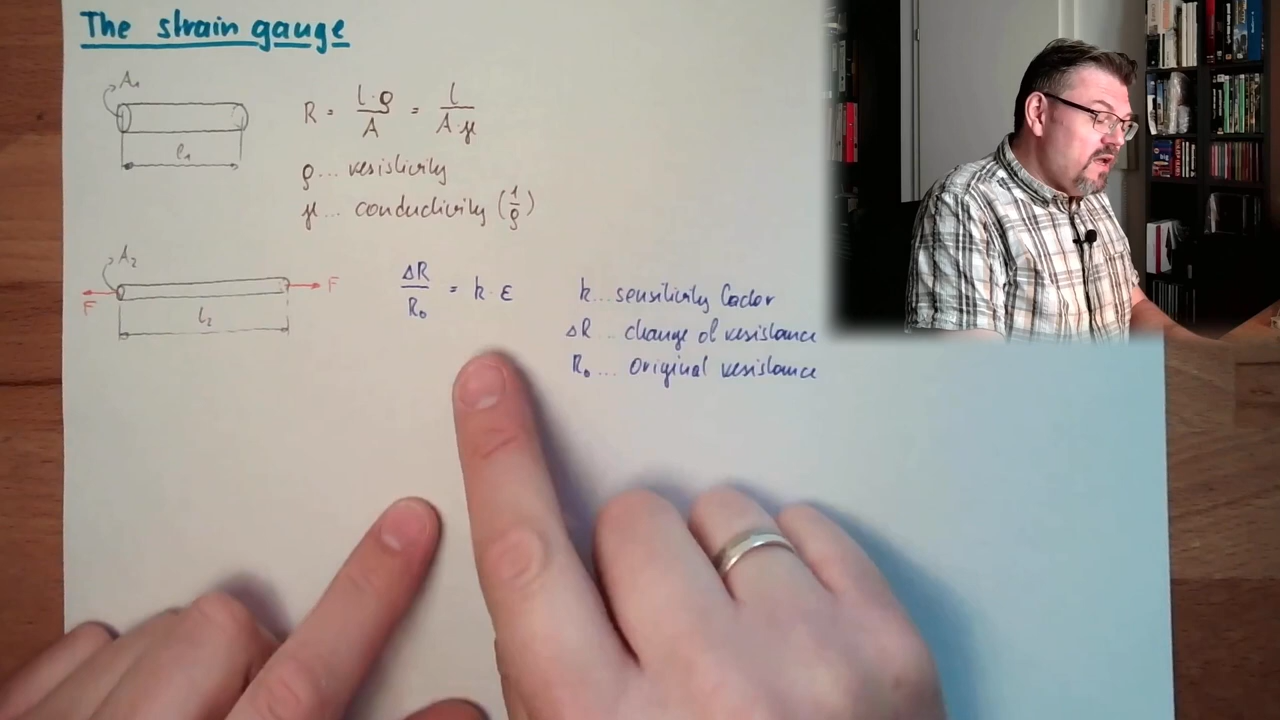 The strain gauge
A₁
R = l·ρ/A = l/A·ϰ
l₁
ρ... resistivity
ϰ... conductivity (1/ρ)
A₂
F F
l₂
ΔR/R₀ = k·ε
k... sensitivity factor
ΔR... change of resistance
R₀... original resistance